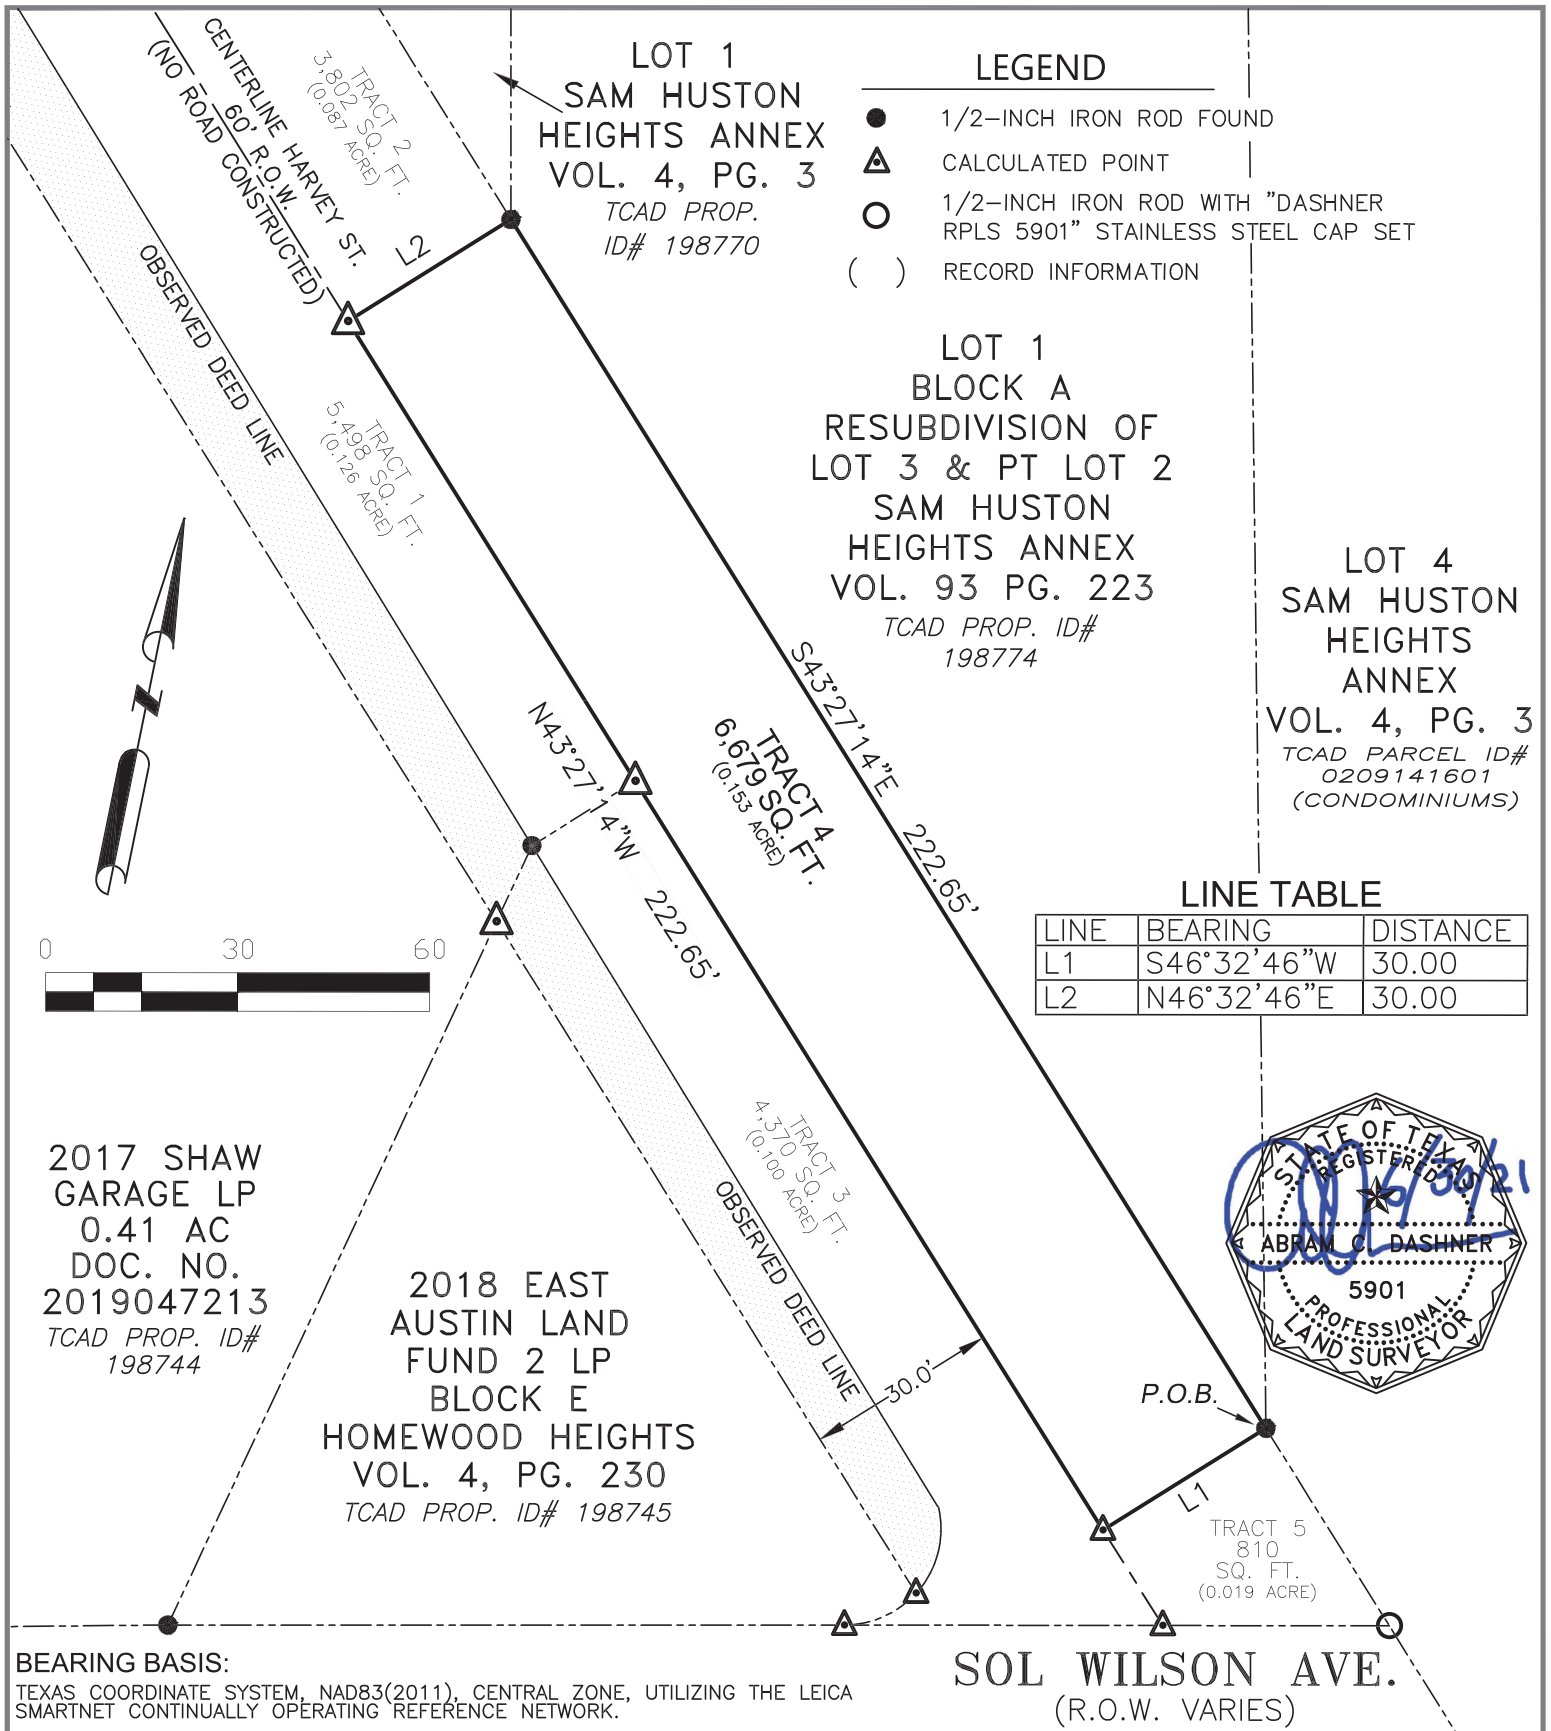 CENTERLINE HARVEY ST.
60' R.O.W.
(NO ROAD CONSTRUCTED)
TRACT 2
3,802 SQ. FT.
(0.087 ACRE)
LOT 1
SAM HUSTON
HEIGHTS ANNEX
VOL. 4, PG. 3
TCAD PROP.
ID# 198770
LEGEND
1/2-INCH IRON ROD FOUND
CALCULATED POINT
1/2-INCH IRON ROD WITH "DASHNER
RPLS 5901" STAINLESS STEEL CAP SET
( ) RECORD INFORMATION
L2
OBSERVED DEED LINE
TRACT 1
5,498 SQ. FT.
(0.126 ACRE)
LOT 1
BLOCK A
RESUBDIVISION OF
LOT 3 & PT LOT 2
SAM HUSTON
HEIGHTS ANNEX
VOL. 93 PG. 223
TCAD PROP. ID#
198774
LOT 4
SAM HUSTON
HEIGHTS
ANNEX
VOL. 4, PG. 3
TCAD PARCEL ID#
0209141601
(CONDOMINIUMS)
N
S43°27'14"E 222.65'
N43°27'14"W 222.65'
TRACT 4
6,679 SQ. FT.
(0.153 ACRE)
0 30 60
LINE TABLE
LINE BEARING DISTANCE
L1 S46°32'46"W 30.00
L2 N46°32'46"E 30.00
2017 SHAW
GARAGE LP
0.41 AC
DOC. NO.
2019047213
TCAD PROP. ID#
198744
2018 EAST
AUSTIN LAND
FUND 2 LP
BLOCK E
HOMEWOOD HEIGHTS
VOL. 4, PG. 230
TCAD PROP. ID# 198745
TRACT 3
4,370 SQ. FT.
(0.100 ACRE)
OBSERVED DEED LINE
30.0'
STATE OF TEXAS
REGISTERED
6/30/21
ABRAM C. DASHNER
5901
PROFESSIONAL
LAND SURVEYOR
P.O.B.
L1
TRACT 5
810
SQ. FT.
(0.019 ACRE)
SOL WILSON AVE.
(R.O.W. VARIES)
BEARING BASIS:
TEXAS COORDINATE SYSTEM, NAD83(2011), CENTRAL ZONE, UTILIZING THE LEICA
SMARTNET CONTINUALLY OPERATING REFERENCE NETWORK.